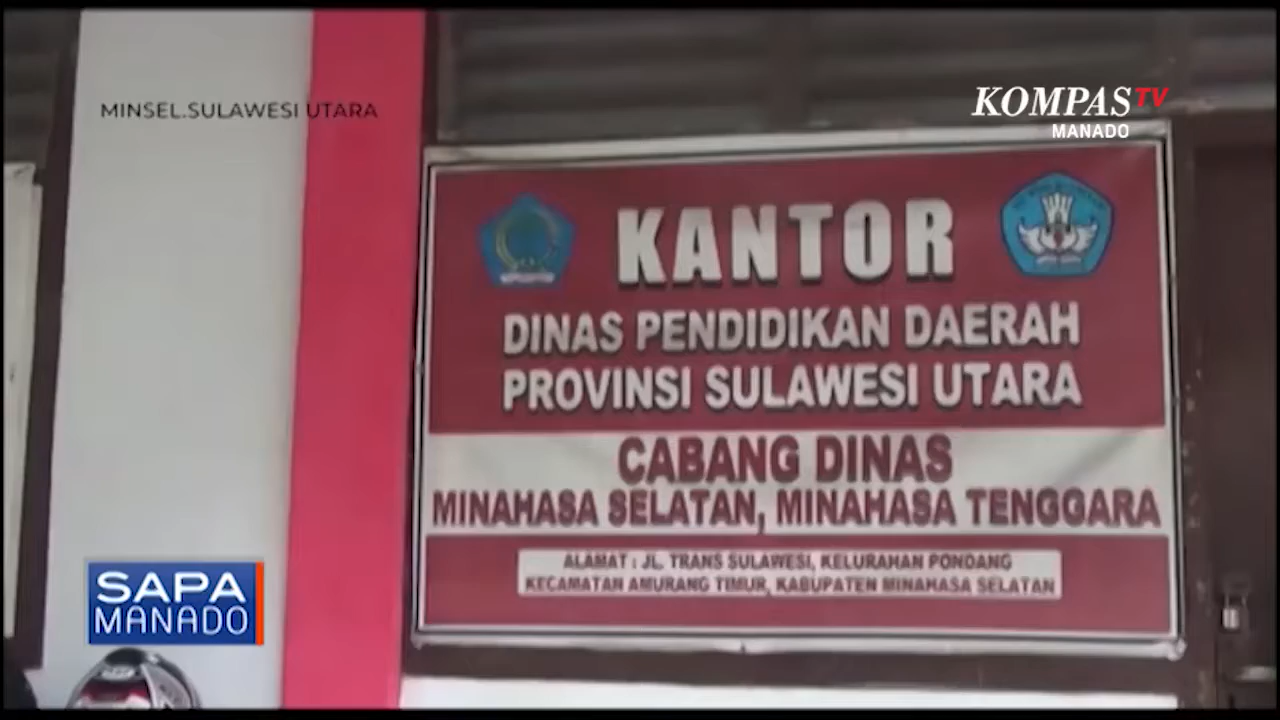 MINSEL.SULAWESI UTARA
KOMPASTV
MANADO
KANTOR
DINAS PENDIDIKAN DAERAH
PROVINSI SULAWESI UTARA
CABANG DINAS
MINAHASA SELATAN, MINAHASA TENGGARA
ALAMAT : JL. TRANS SULAWESI, KELURAHAN PONDANG
KECAMATAN AMURANG TIMUR, KABUPATEN MINAHASA SELATAN
SAPA
MANADO